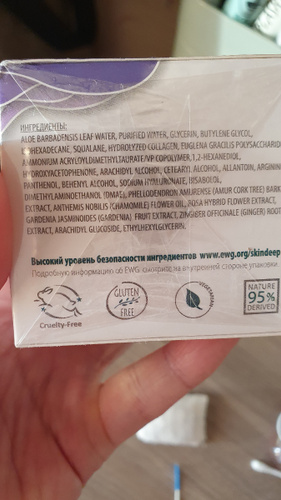 ИНГРЕДИЕНТЫ:
ALOE BARBADENSIS LEAF WATER, PURIFIED WATER, GLYCERIN, BUTYLENE GLYCOL,
SQUALANE, HYDROLYZED COLLAGEN, EUGLENA GRACILIS POLYSACCHARIDE
AMMONIUM ACRYLOYLDIMETHYLTAURATE/VP COPOLYMER, 1,2-HEXANEDIOL,
HYDROXYACETOPHENONE, ARACHIDYL ALCOHOL, CETEARYL ALCOHOL, ALLANTOIN, ARGININE
PANTHENOL, BEHENYL ALCOHOL, SODIUM HYALURONATE, BISABOLOL,
DIMETHYLAMINOETHANOL (DMAE), PHELLODENDRON AMURENSE (AMUR CORK TREE) BARK
EXTRACT, ANTHEMIS NOBILIS (CHAMOMILE) FLOWER OIL, ROSA HYBRID FLOWER EXTRACT,
GARDENIA JASMINOIDES (GARDENIA) FRUIT EXTRACT, ZINGIBER OFFICINALE (GINGER) ROOT
EXTRACT, ARACHIDYL GLUCOSIDE, ETHYLHEXYLGLYCERIN.
Высокий уровень безопасности ингредиентов www.ewg.org/skindeep
Подробную информацию об EWG смотрите на внутренней стороне упаковки
Cruelty-Free
GLUTEN
FREE
VEGETARIAN
NATURE
95%
DERIVED